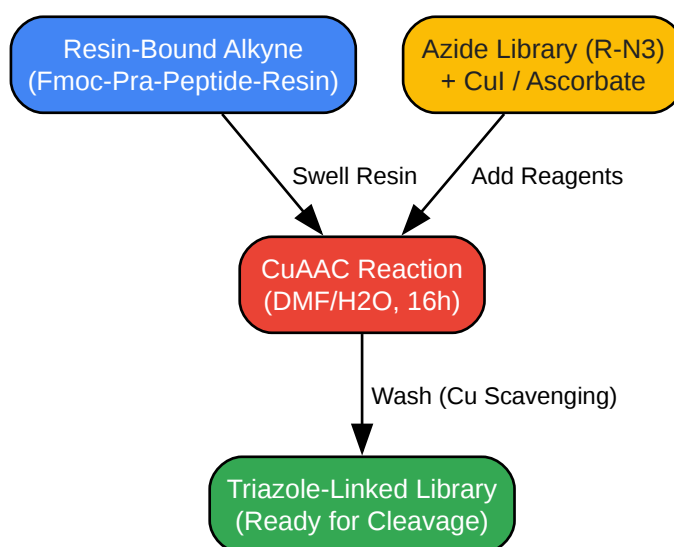 Resin-Bound Alkyne
(Fmoc-Pra-Peptide-Resin)
Azide Library (R-N3)
+ CuI / Ascorbate
Swell Resin
Add Reagents
CuAAC Reaction
(DMF/H2O, 16h)
Wash (Cu Scavenging)
Triazole-Linked Library
(Ready for Cleavage)